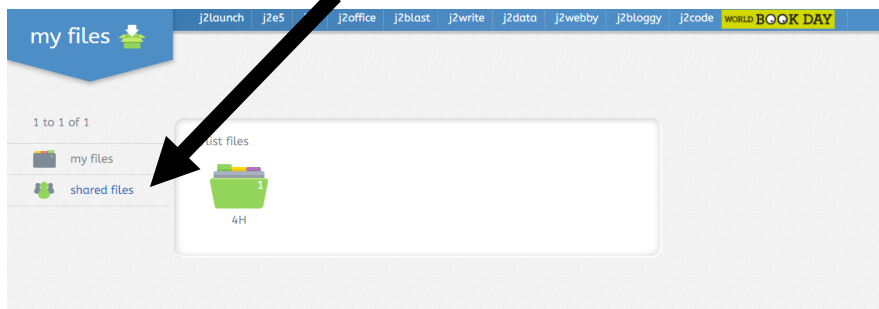 my files
j2launch j2e5 j2office j2blast j2write j2data j2webby j2bloggy j2code WORLD BOOK DAY
1 to 1 of 1
my files
shared files
list files
1
4H